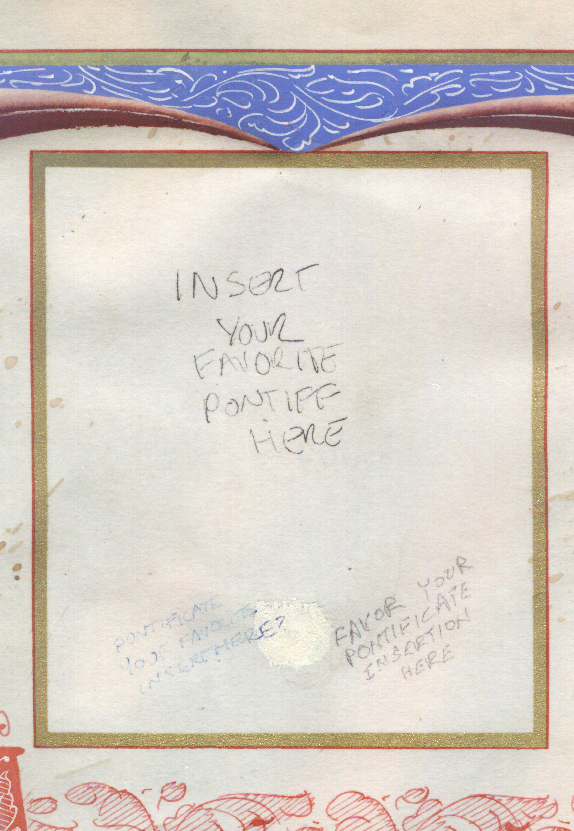 INSERT
YOUR
FAVORITE
PONTIFF
HERE
PONTIFICATE
YOUR FAVORITE
INSERT HERE?
FAVOR YOUR
PONTIFICATE
INSERTION
HERE